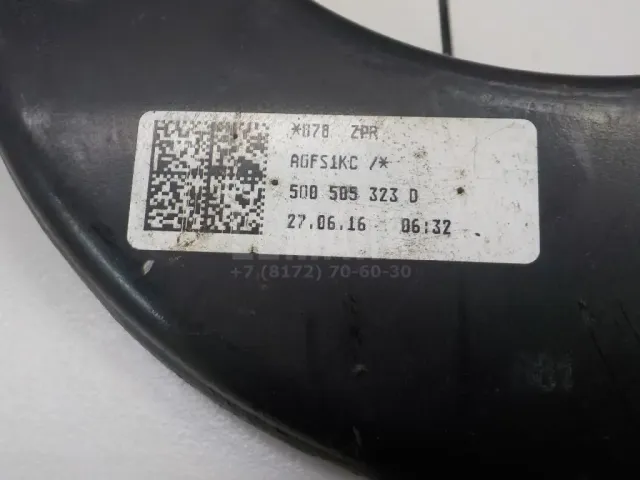 *078 ZPR
AGFS1KC /*
5Q0 505 323 D
27.06.16 06:32
+7 (8172) 70-60-30